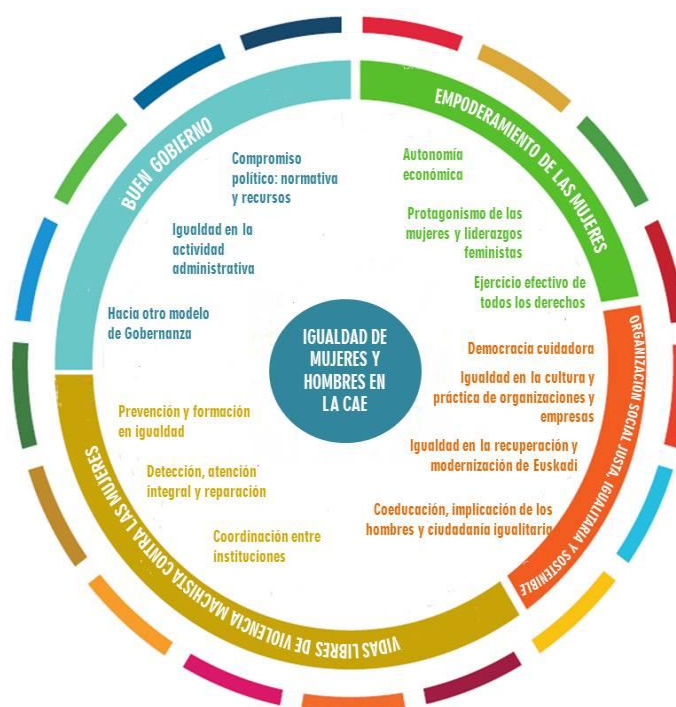 BUEN GOBIERNO
Compromiso
político: normativa
y recursos
Igualdad en la
actividad
administrativa
Hacia otro modelo
de Gobernanza
EMPODERAMIENTO DE LAS MUJERES
Autonomía
económica
Protagonismo de las
mujeres y liderazgos
feministas
Ejercicio efectivo de
todos los derechos
IGUALDAD DE
MUJERES Y
HOMBRES EN
LA CAE
ORGANIZACIÓN SOCIAL JUSTA, IGUALITARIA Y SOSTENIBLE
Democracia cuidadora
Igualdad en la cultura y
práctica de organizaciones y
empresas
Igualdad en la recuperación y
modernización de Euskadi
Coeducación, implicación de los
hombres y ciudadanía igualitaria
VIDAS LIBRES DE VIOLENCIA MACHISTA CONTRA LAS MUJERES
Prevención y formación
en igualdad
Detección, atención
integral y reparación
Coordinación entre
instituciones